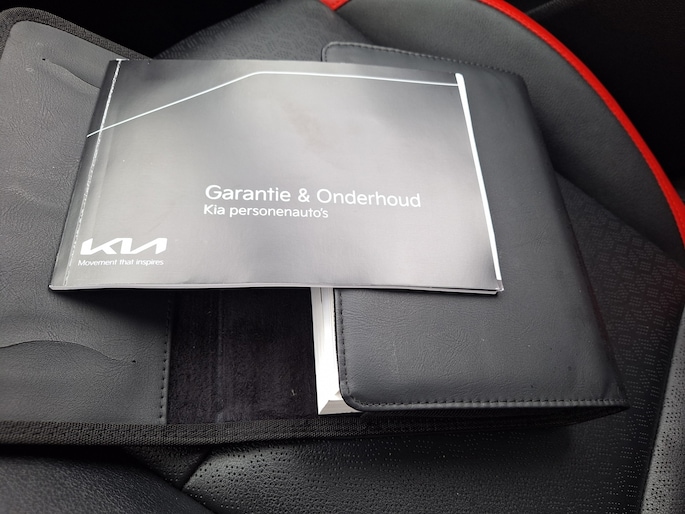 Garantie & Onderhoud
Kia personenauto's
KIA
Movement that inspires